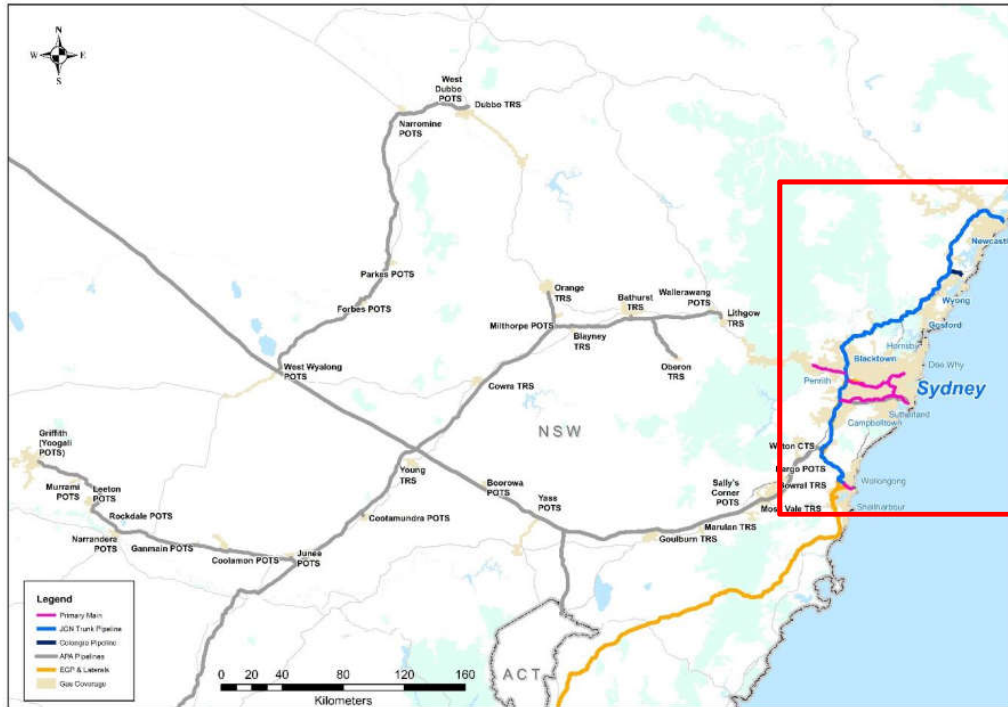 N
W
E
S
West
Dubbo
POTS
Dubbo TRS
Narromine
POTS
Parkes POTS
Forbes POTS
West Wyalong
POTS
Orange
TRS
Milthorpe POTS
Blayney
TRS
Bathurst
TRS
Wallerawang
POTS
Lithgow
TRS
Oberon
TRS
Cowra TRS
NSW
Newcastl
Wyong
Gosford
Hornsby
Dee Why
Blacktown
Penrith
Sydney
Sutherland
Campbelltown
Wilton CTS
Bargo POTS
Bowral TRS
Sally's
Corner
POTS
Moss Vale TRS
Wollongong
Shellharbour
Marulan TRS
Goulburn TRS
Yass
POTS
Boorowa
POTS
Young
TRS
Cootamundra POTS
Griffith
(Yoogali
POTS)
Murrami
POTS
Leeton
POTS
Rockdale POTS
Narrandera
POTS
Ganmain POTS
Coolamon POTS
Junee
POTS
ACT
Legend
Primary Main
JGN Trunk Pipeline
Colongra Pipeline
APA Pipelines
EGP & Laterals
Gas Coverage
0 20 40 80 120 160
Kilometers